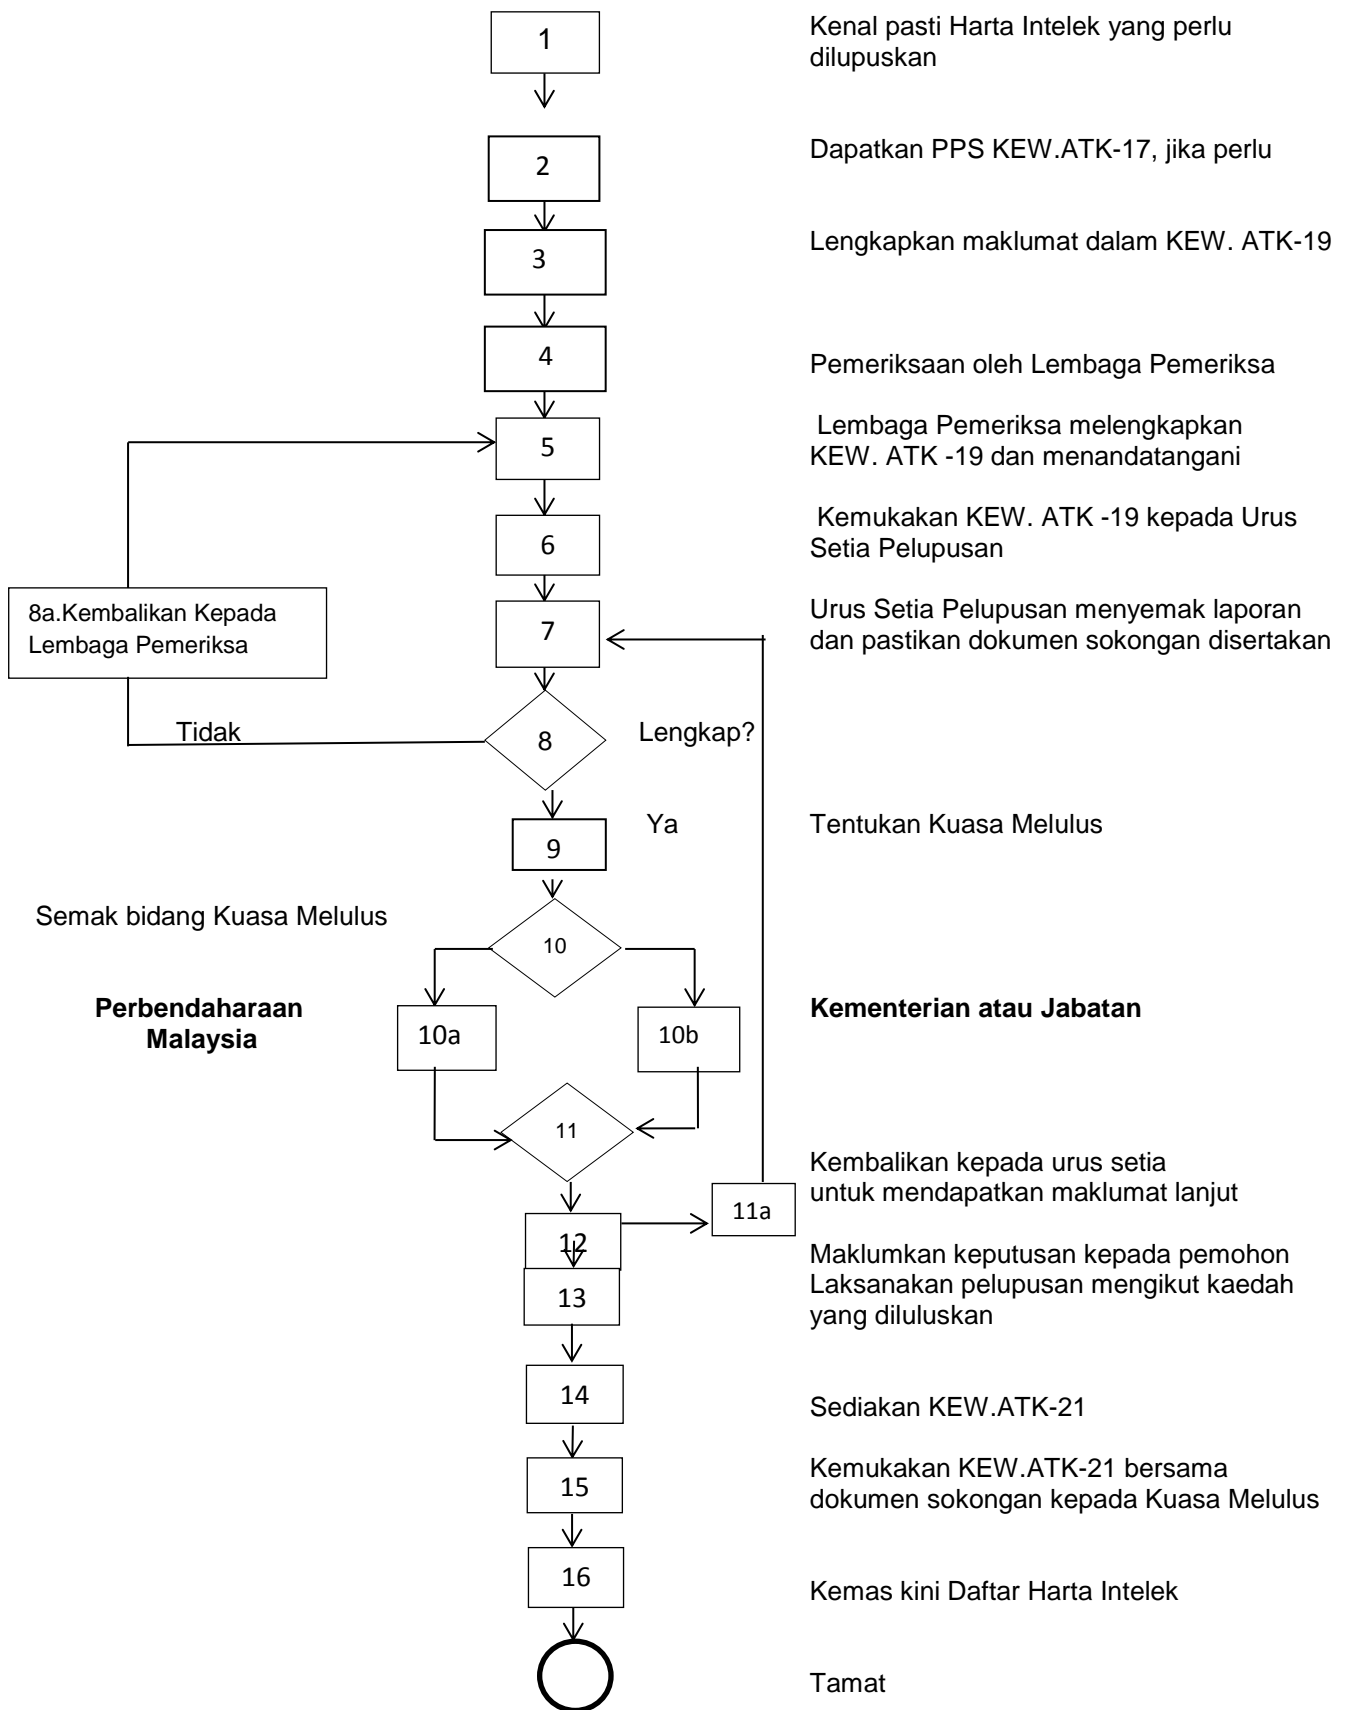 1
Kenal pasti Harta Intelek yang perlu
dilupuskan
2
Dapatkan PPS KEW.ATK-17, jika perlu
3
Lengkapkan maklumat dalam KEW. ATK-19
4
Pemeriksaan oleh Lembaga Pemeriksa
5
Lembaga Pemeriksa melengkapkan
KEW. ATK -19 dan menandatangani
6
Kemukakan KEW. ATK -19 kepada Urus
Setia Pelupusan
8a.Kembalikan Kepada
Lembaga Pemeriksa
7
Urus Setia Pelupusan menyemak laporan
dan pastikan dokumen sokongan disertakan
Tidak
8
Lengkap?
9
Ya
Tentukan Kuasa Melulus
Semak bidang Kuasa Melulus
10
Perbendaharaan
Malaysia
10a
10b
Kementerian atau Jabatan
11
Kembalikan kepada urus setia
untuk mendapatkan maklumat lanjut
11a
12
Maklumkan keputusan kepada pemohon
13
Laksanakan pelupusan mengikut kaedah
yang diluluskan
14
Sediakan KEW.ATK-21
15
Kemukakan KEW.ATK-21 bersama
dokumen sokongan kepada Kuasa Melulus
16
Kemas kini Daftar Harta Intelek
Tamat